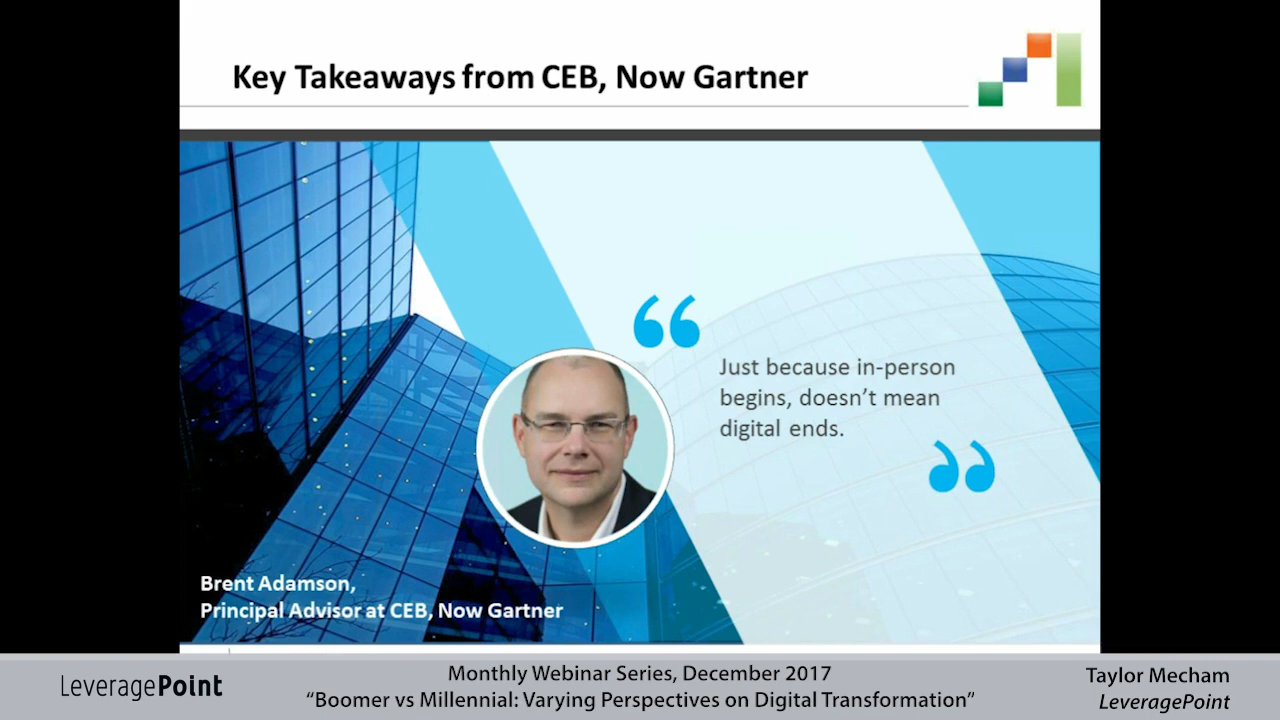 Key Takeaways from CEB, Now Gartner
“
Just because in-person
begins, doesn’t mean
digital ends.
”
Brent Adamson,
Principal Advisor at CEB, Now Gartner
LeveragePoint
Monthly Webinar Series, December 2017
“Boomer vs Millennial: Varying Perspectives on Digital Transformation”
Taylor Mecham
LeveragePoint